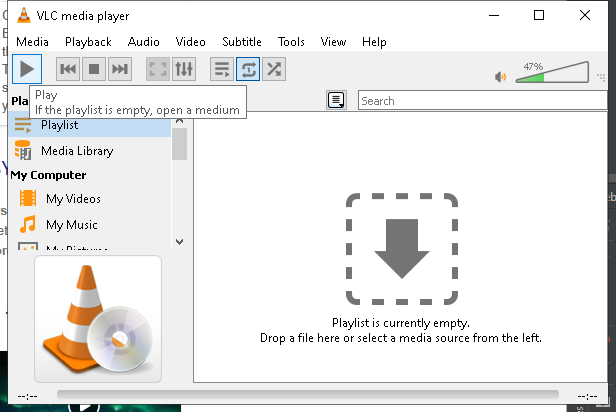 VLC media player
Media Playback Audio Video Subtitle Tools View Help
47%
Play
If the playlist is empty, open a medium
Search
Playlist
Media Library
My Computer
My Videos
My Music
My Pictures
Playlist is currently empty.
Drop a file here or select a media source from the left.
--:-- --:--